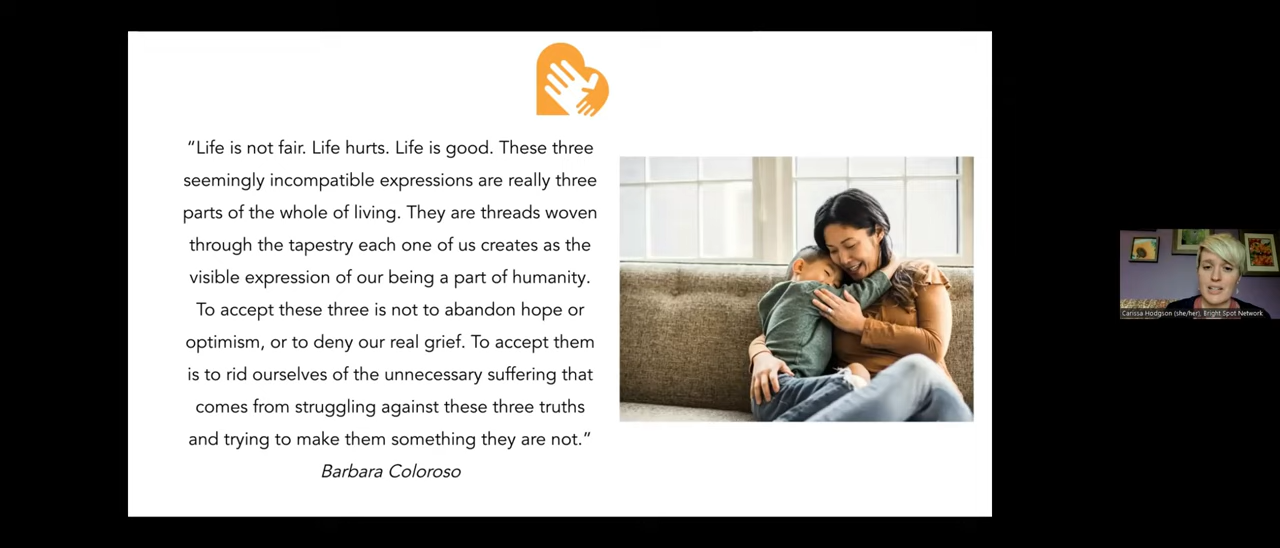 “Life is not fair. Life hurts. Life is good. These three
seemingly incompatible expressions are really three
parts of the whole of living. They are threads woven
through the tapestry each one of us creates as the
visible expression of our being a part of humanity.
To accept these three is not to abandon hope or
optimism, or to deny our real grief. To accept them
is to rid ourselves of the unnecessary suffering that
comes from struggling against these three truths
and trying to make them something they are not.”
Barbara Coloroso
Carissa Hodgson (she/her), Bright Spot Network